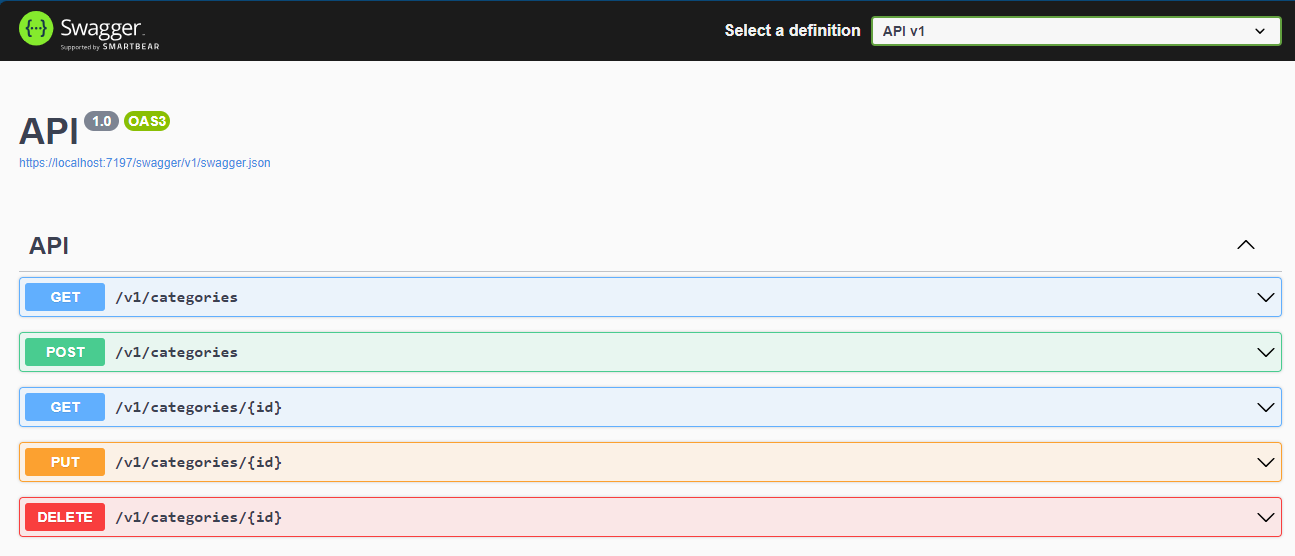 Swagger
Supported by SMARTBEAR
Select a definition
API v1
API 1.0 OAS3
https://localhost:7197/swagger/v1/swagger.json
API
GET /v1/categories
POST /v1/categories
GET /v1/categories/{id}
PUT /v1/categories/{id}
DELETE /v1/categories/{id}